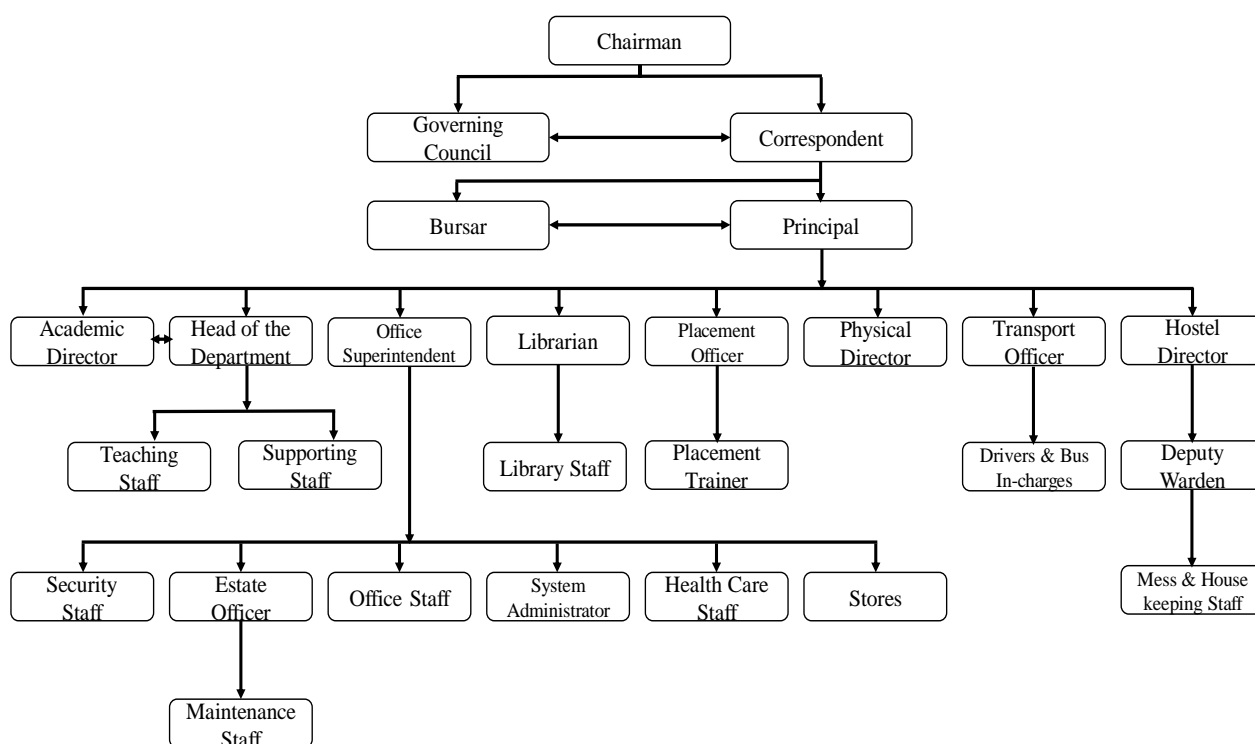 Chairman
Governing
Council
Correspondent
Bursar
Principal
Academic
Director
Head of the
Department
Office
Superintendent
Librarian
Placement
Officer
Physical
Director
Transport
Officer
Hostel
Director
Teaching
Staff
Supporting
Staff
Library Staff
Placement
Trainer
Drivers & Bus
In-charges
Deputy
Warden
Security
Staff
Estate
Officer
Office Staff
System
Administrator
Health Care
Staff
Stores
Mess & House
keeping Staff
Maintenance
Staff